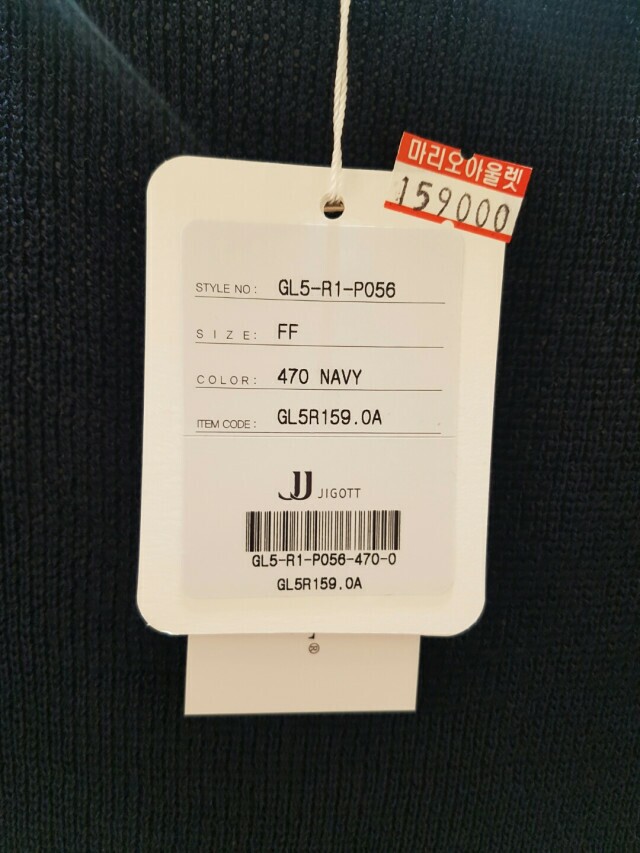 마리오아울렛
159000
STYLE NO: GL5-R1-P056
SIZE: FF
COLOR: 470 NAVY
ITEM CODE: GL5R159.0A
JJ JIGOTT
GL5-R1-P056-470-0
GL5R159.0A
®